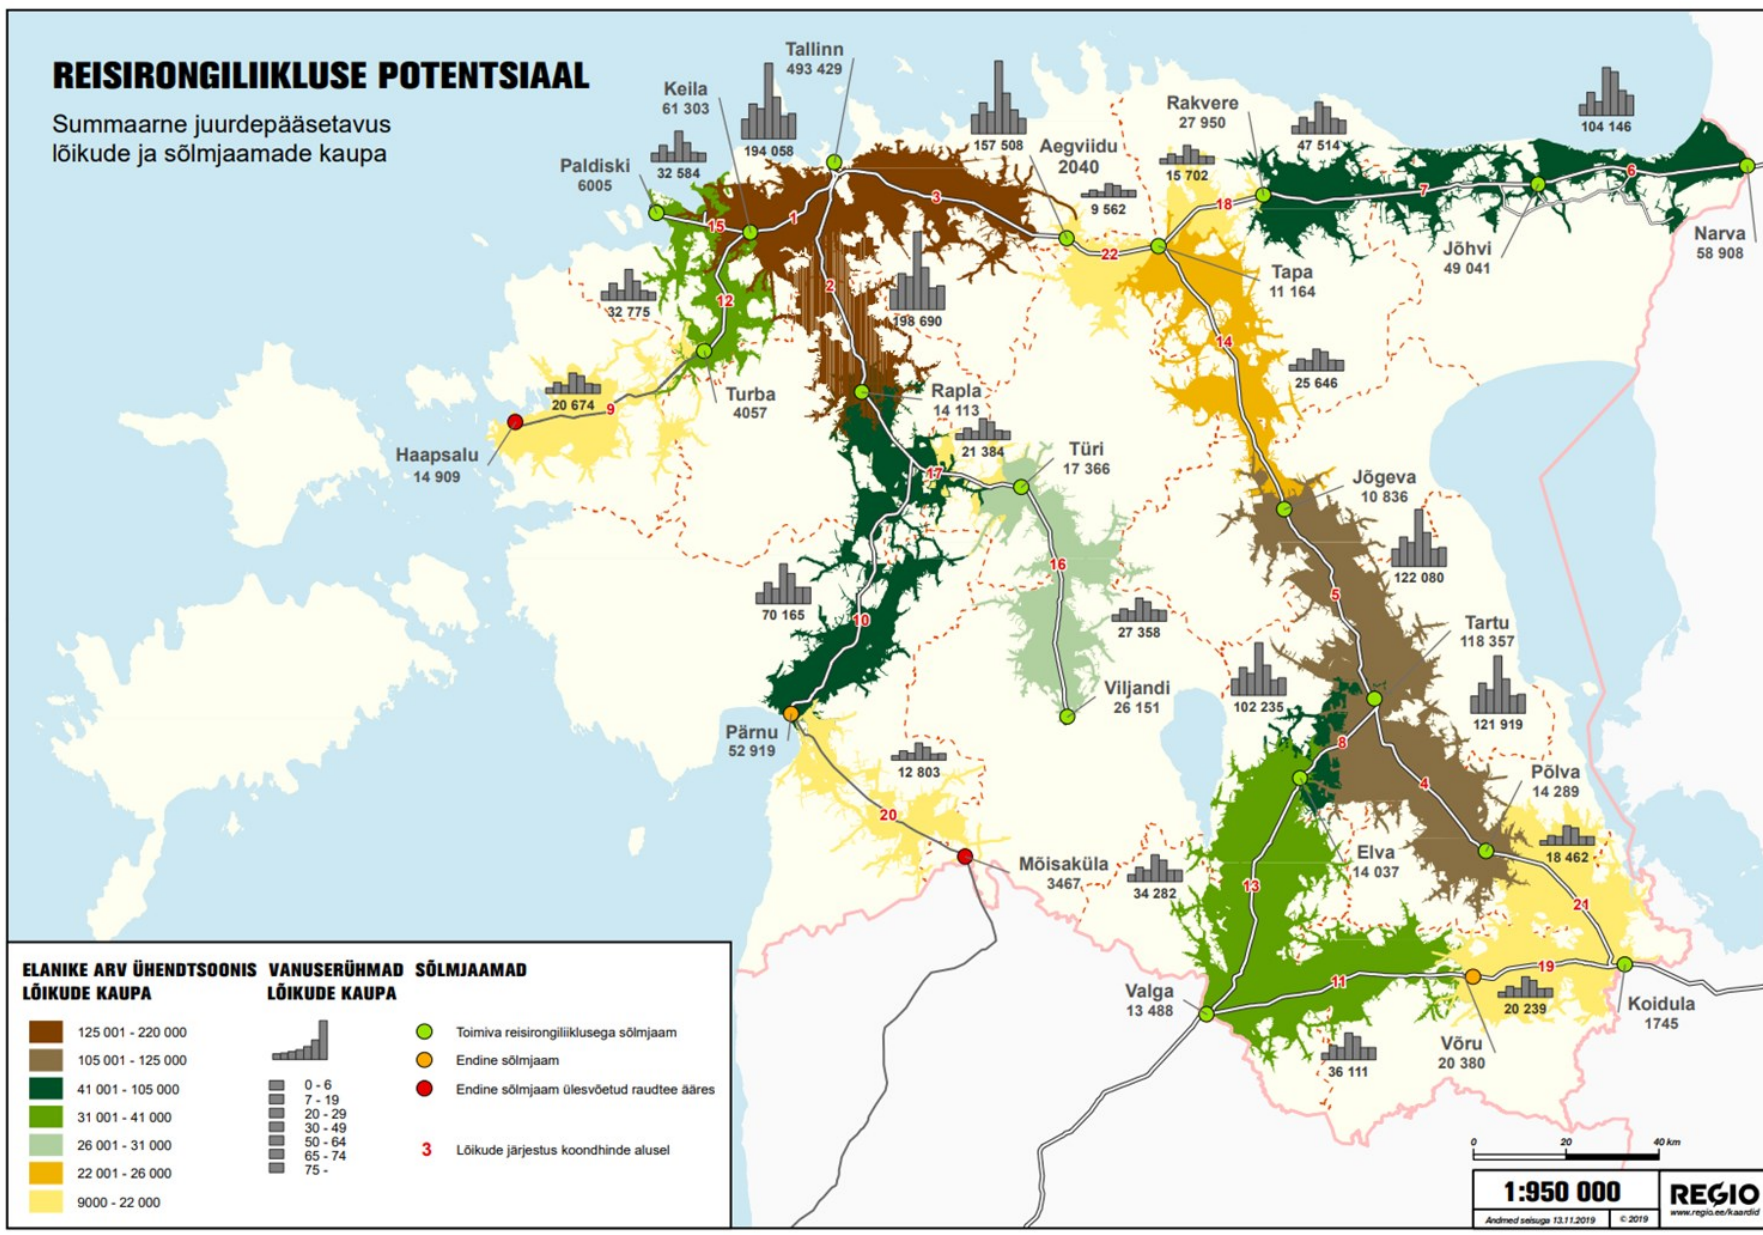 REISIRONGILIIKLUSE POTENTSIAAL
Summaarne juurdepääsetavus
lõikude ja sõlmjaamade kaupa
Tallinn
493 429
Keila
61 303
194 058
Paldiski
6005
32 584
157 508
Aegviidu
2040
9 562
Rakvere
27 950
15 702
47 514
104 146
Jõhvi
49 041
Narva
58 908
Tapa
11 164
15
1
3
18
7
6
22
12
2
14
32 775
198 690
25 646
20 674
9
Turba
4057
Haapsalu
14 909
Rapla
14 113
21 384
17
Türi
17 366
Jõgeva
10 836
122 080
16
5
10
70 165
27 358
Tartu
118 357
102 235
121 919
Viljandi
26 151
Pärnu
52 919
12 803
20
8
4
Põlva
14 289
18 462
Mõisaküla
3467
34 282
Elva
14 037
13
21
11
19
20 239
Valga
13 488
Koidula
1745
Võru
20 380
36 111
ELANIKE ARV ÜHENDTSOONIS
LÕIKUDE KAUPA
125 001 - 220 000
105 001 - 125 000
41 001 - 105 000
31 001 - 41 000
26 001 - 31 000
22 001 - 26 000
9000 - 22 000
VANUSERÜHMAD
LÕIKUDE KAUPA
0 - 6
7 - 19
20 - 29
30 - 49
50 - 64
65 - 74
75 -
SÕLMJAAMAD
Toimiva reisirongiliiklusega sõlmjaam
Endine sõlmjaam
Endine sõlmjaam ülesvõetud raudtee ääres
3 Lõikude järjestus koondhinde alusel
0 20 40 km
1:950 000
Andmed seisuga 13.11.2019
© 2019
REGIO
www.regio.ee/kaardid